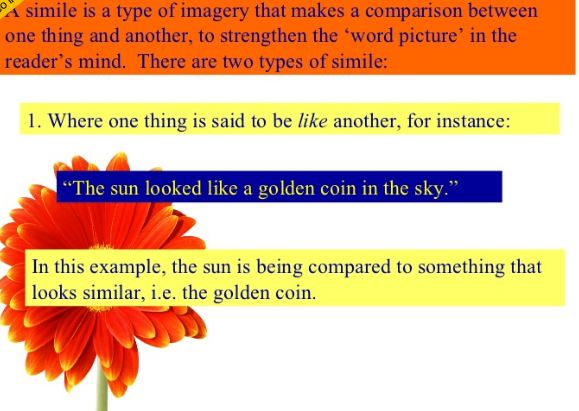 A simile is a type of imagery that makes a comparison between
one thing and another, to strengthen the ‘word picture’ in the
reader’s mind.  There are two types of simile:
1. Where one thing is said to be like another, for instance:
“The sun looked like a golden coin in the sky.”
In this example, the sun is being compared to something that
looks similar, i.e. the golden coin.